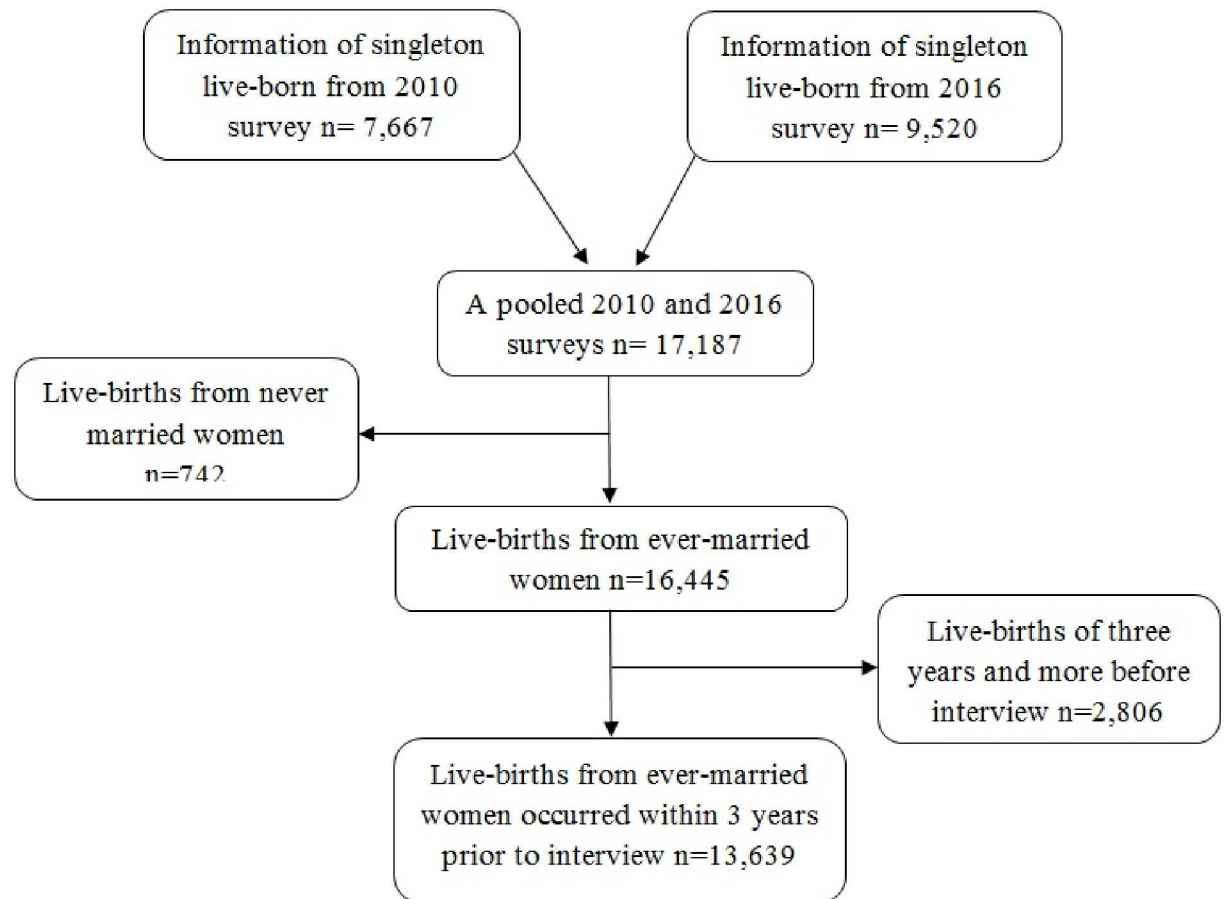 Information of singleton
live-born from 2010
survey n= 7,667
Information of singleton
live-born from 2016
survey n= 9,520
A pooled 2010 and 2016
surveys n= 17,187
Live-births from never
married women
n=742
Live-births from ever-married
women n=16,445
Live-births of three
years and more before
interview n=2,806
Live-births from ever-married
women occurred within 3 years
prior to interview n=13,639